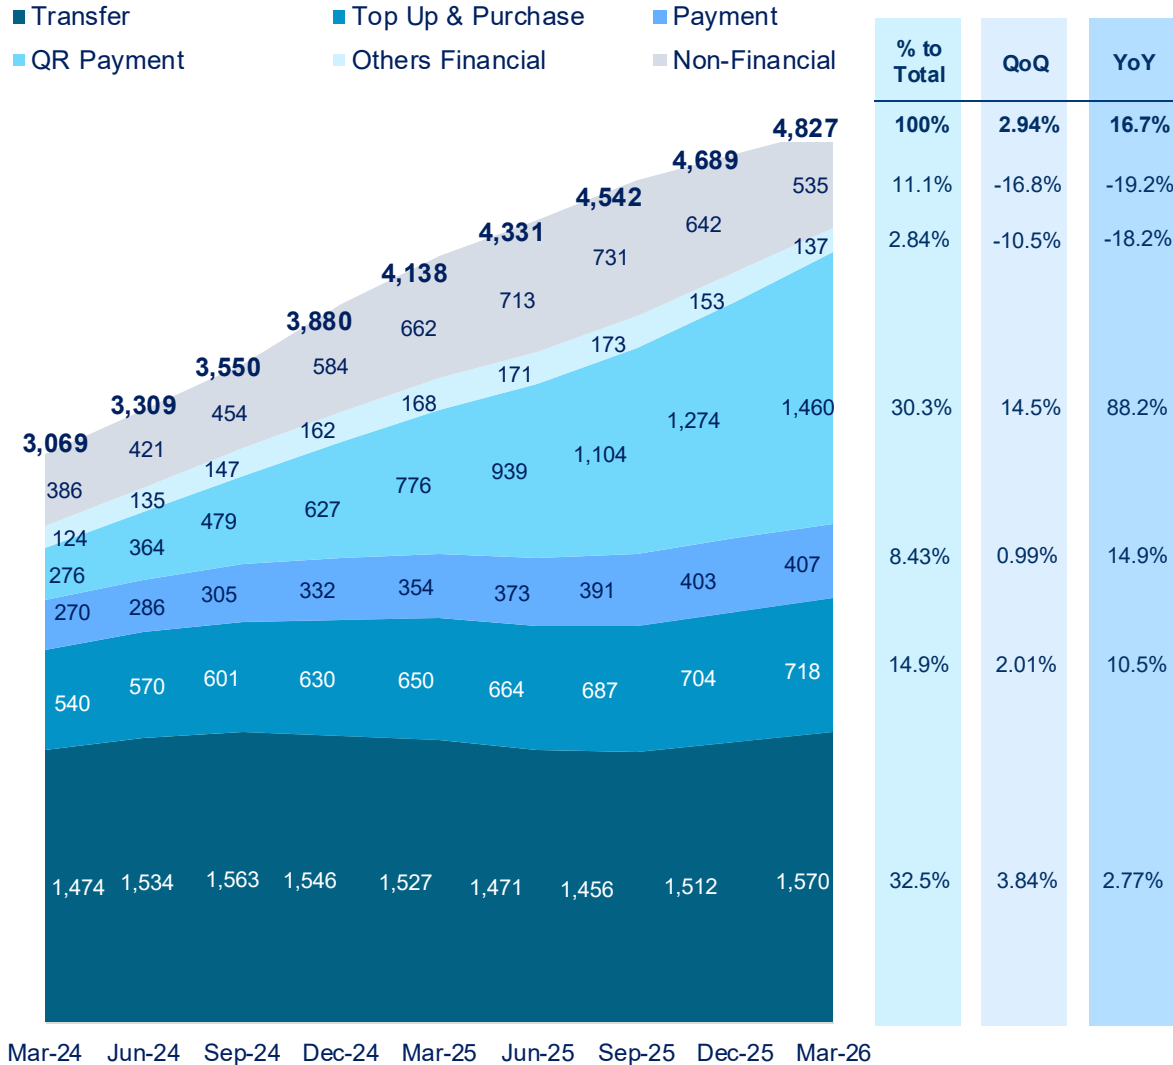 Transfer
Top Up & Purchase
Payment
QR Payment
Others Financial
Non-Financial
% to
Total
QoQ
YoY
100% 2.94% 16.7%
11.1% -16.8% -19.2%
2.84% -10.5% -18.2%
30.3% 14.5% 88.2%
8.43% 0.99% 14.9%
14.9% 2.01% 10.5%
32.5% 3.84% 2.77%
3,069 3,309 3,550 3,880 4,138 4,331 4,542 4,689 4,827
386 421 454 584 662 713 731 642 535
124 135 147 162 168 171 173 153 137
276 364 479 627 776 939 1,104 1,274 1,460
270 286 305 332 354 373 391 403 407
540 570 601 630 650 664 687 704 718
1,474 1,534 1,563 1,546 1,527 1,471 1,456 1,512 1,570
Mar-24 Jun-24 Sep-24 Dec-24 Mar-25 Jun-25 Sep-25 Dec-25 Mar-26